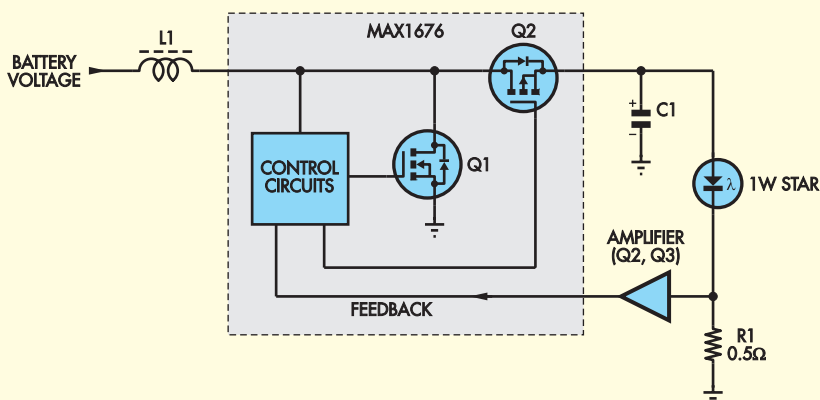 MAX1676
Q2
L1
BATTERY
VOLTAGE
+
C1
−
CONTROL
CIRCUITS
Q1
λ
1W STAR
AMPLIFIER
(Q2, Q3)
FEEDBACK
R1
0.5Ω